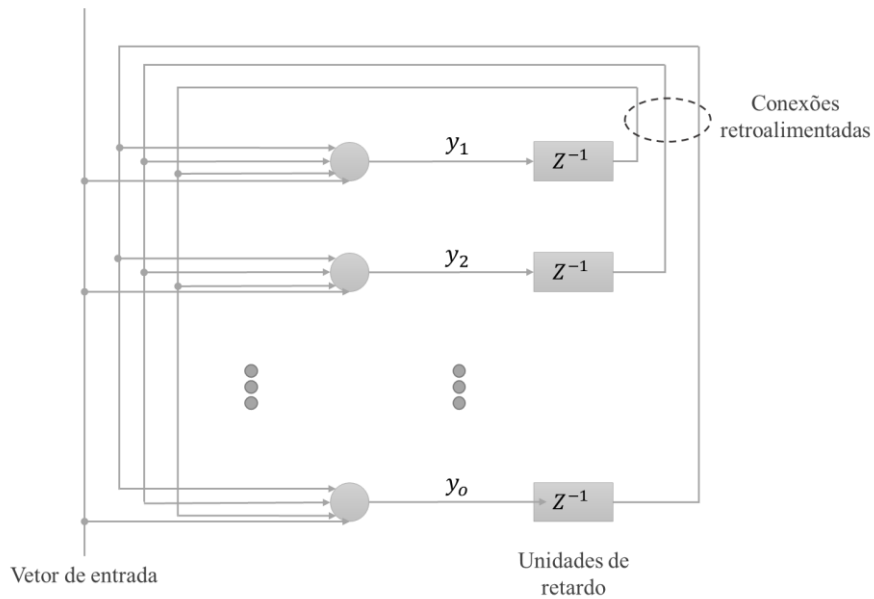 Conexões
retroalimentadas
y₁
Z⁻¹
y₂
Z⁻¹
yₒ
Z⁻¹
Vetor de entrada
Unidades de
retardo